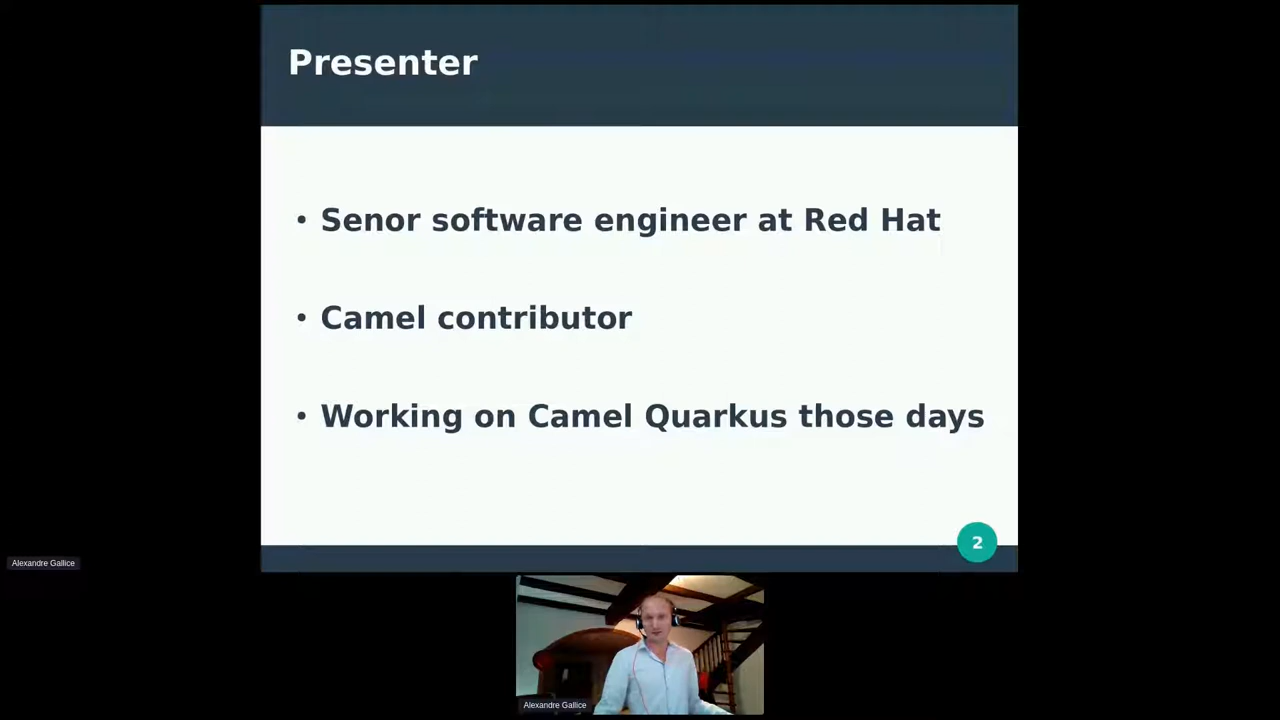 Presenter
• Senor software engineer at Red Hat
• Camel contributor
• Working on Camel Quarkus those days
2
Alexandre Gallice
Alexandre Gallice